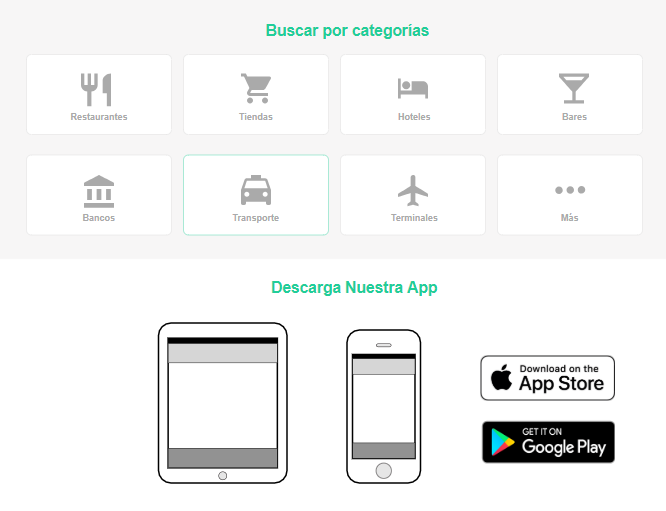 Buscar por categorías
Restaurantes
Tiendas
Hoteles
Bares
Bancos
Transporte
Terminales
Más
Descarga Nuestra App
Download on the
App Store
GET IT ON
Google Play